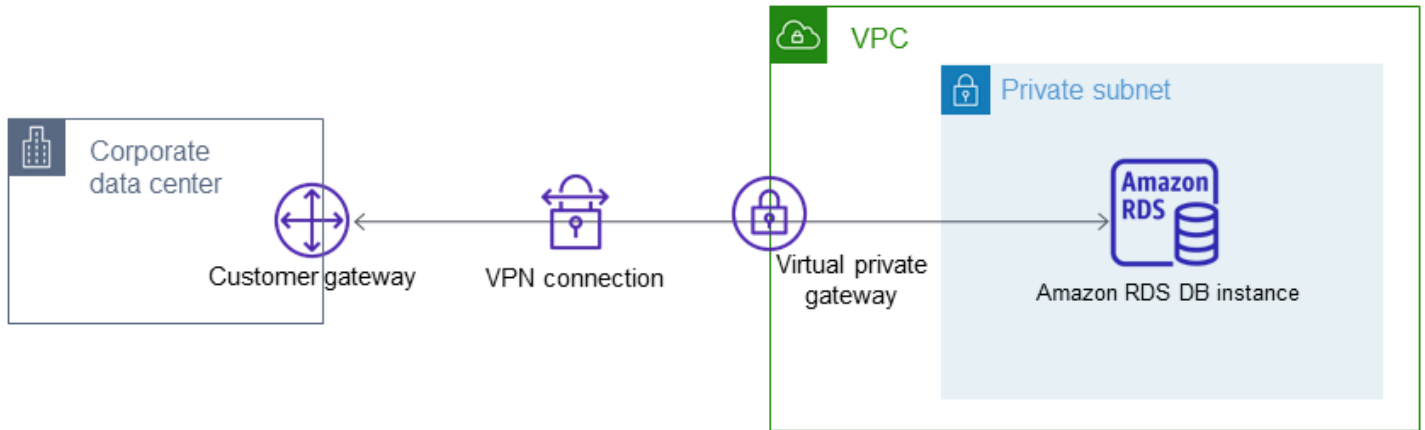 VPC
Private subnet
Corporate
data center
Amazon
RDS
Customer gateway
VPN connection
Virtual private
gateway
Amazon RDS DB instance